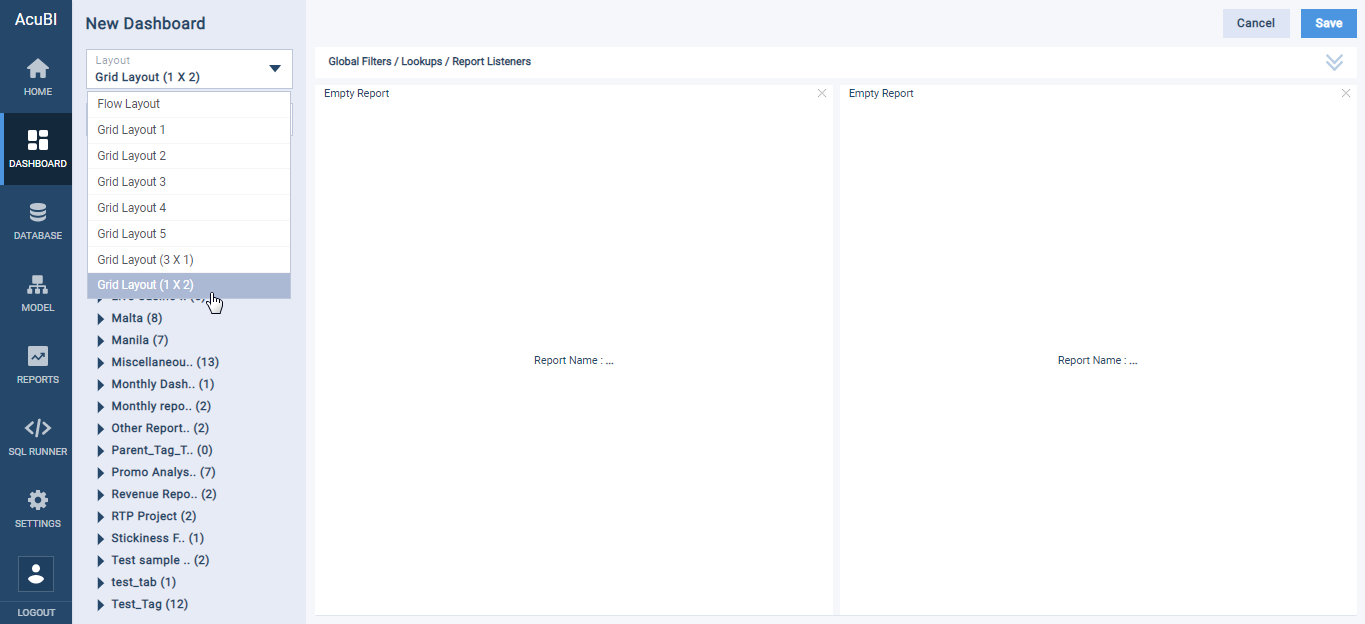 AcuBI
HOME
DASHBOARD
DATABASE
MODEL
REPORTS
SQL RUNNER
SETTINGS
LOGOUT
New Dashboard
Layout
Grid Layout (1 X 2)
Flow Layout
Grid Layout 1
Grid Layout 2
Grid Layout 3
Grid Layout 4
Grid Layout 5
Grid Layout (3 X 1)
Grid Layout (1 X 2)
Malta (8)
Manila (7)
Miscellaneou.. (13)
Monthly Dash.. (1)
Monthly repo.. (2)
Other Report.. (2)
Parent_Tag_T.. (0)
Promo Analys.. (7)
Revenue Repo.. (2)
RTP Project (2)
Stickiness F.. (1)
Test sample .. (2)
test_tab (1)
Test_Tag (12)
Cancel
Save
Global Filters / Lookups / Report Listeners
Empty Report
Report Name : ...
Empty Report
Report Name : ...